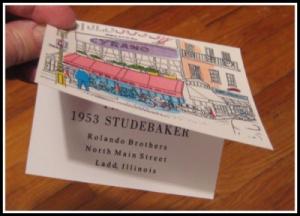 CYRANO
1953 STUDEBAKER
Rolando Brothers
North Main Street
Ladd, Illinois